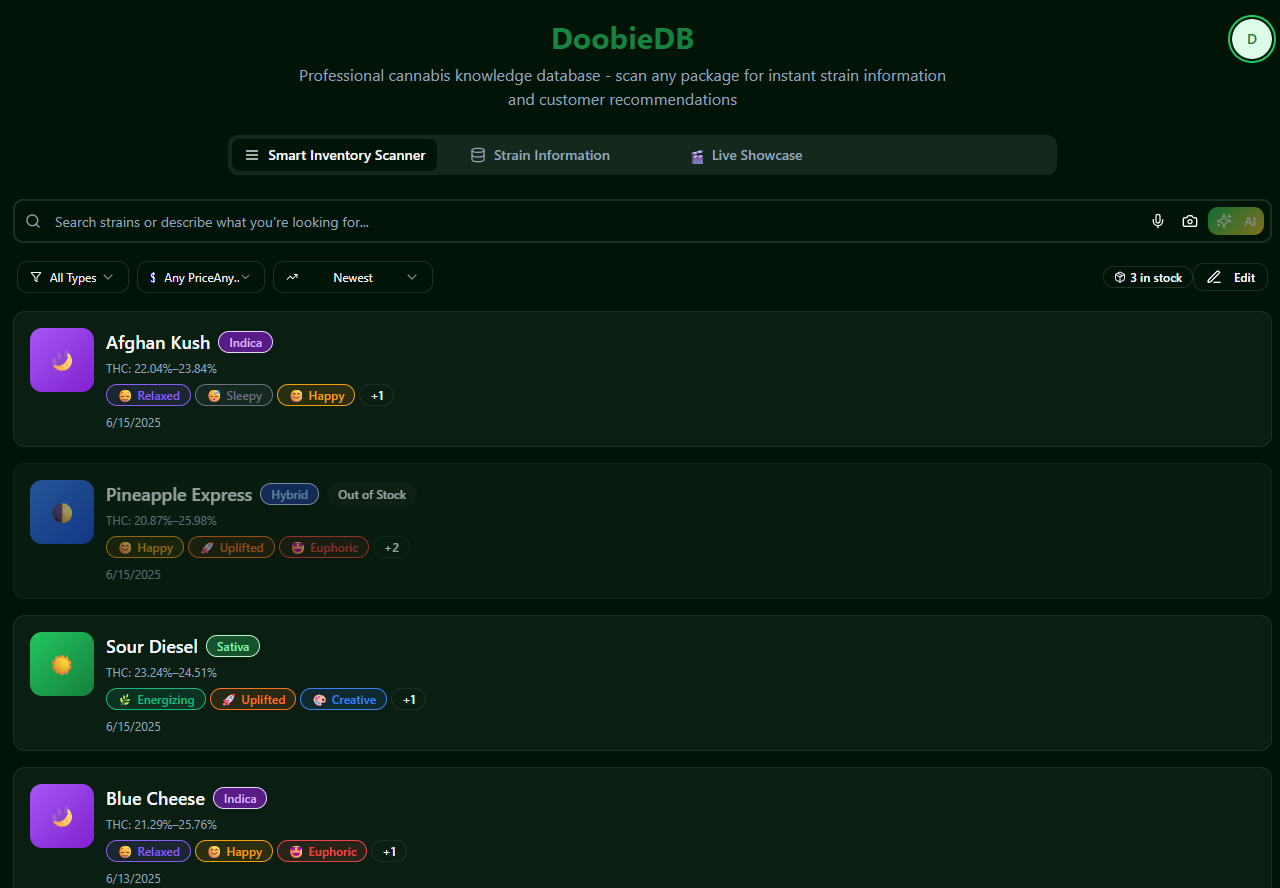 DoobieDB
D
Professional cannabis knowledge database - scan any package for instant strain information
and customer recommendations
Smart Inventory Scanner
Strain Information
Live Showcase
Search strains or describe what you're looking for...
AI
All Types
$ Any PriceAny..
Newest
3 in stock
Edit
Afghan Kush Indica
THC: 22.04%–23.84%
Relaxed Sleepy Happy +1
6/15/2025
Pineapple Express Hybrid Out of Stock
THC: 20.87%–25.98%
Happy Uplifted Euphoric +2
6/15/2025
Sour Diesel Sativa
THC: 23.24%–24.51%
Energizing Uplifted Creative +1
6/15/2025
Blue Cheese Indica
THC: 21.29%–25.76%
Relaxed Happy Euphoric +1
6/13/2025